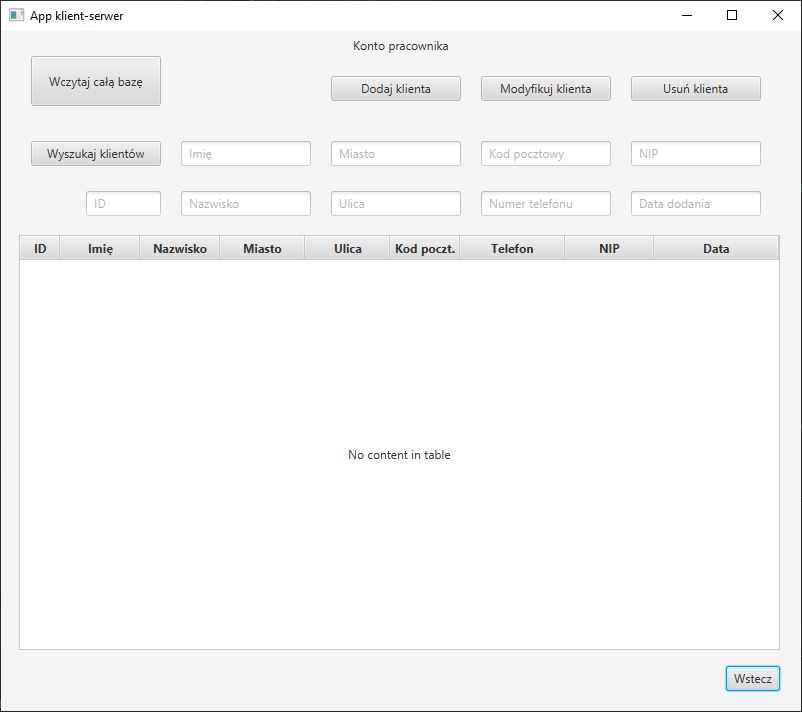 App klient-serwer
Konto pracownika
Wczytaj całą bazę
Dodaj klienta Modyfikuj klienta Usuń klienta
Wyszukaj klientów Imię Miasto Kod pocztowy NIP
ID Nazwisko Ulica Numer telefonu Data dodania
ID Imię Nazwisko Miasto Ulica Kod poczt. Telefon NIP Data
No content in table
Wstecz